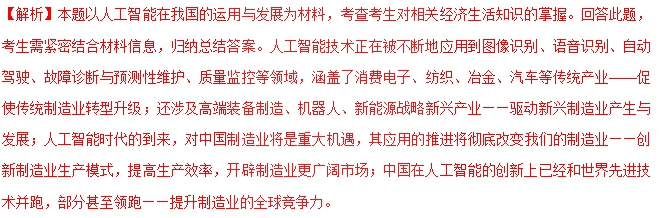 【解析】本题以人工智能在我国的运用与发展为材料，考查考生对相关经济生活知识的掌握。回答此题，
考生需紧密结合材料信息，归纳总结答案。人工智能技术正在被不断地应用到图像识别、语音识别、自动
驾驶、故障诊断与预测性维护、质量监控等领域，涵盖了消费电子、纺织、冶金、汽车等传统产业——促
使传统制造业转型升级；还涉及高端装备制造、机器人、新能源战略新兴产业——驱动新兴制造业产生与
发展；人工智能时代的到来，对中国制造业将是重大机遇，其应用的推进将彻底改变我们的制造业——创
新制造业生产模式，提高生产效率，开辟制造业更广阔市场；中国在人工智能的创新上已经和世界先进技
术并跑，部分甚至领跑——提升制造业的全球竞争力。